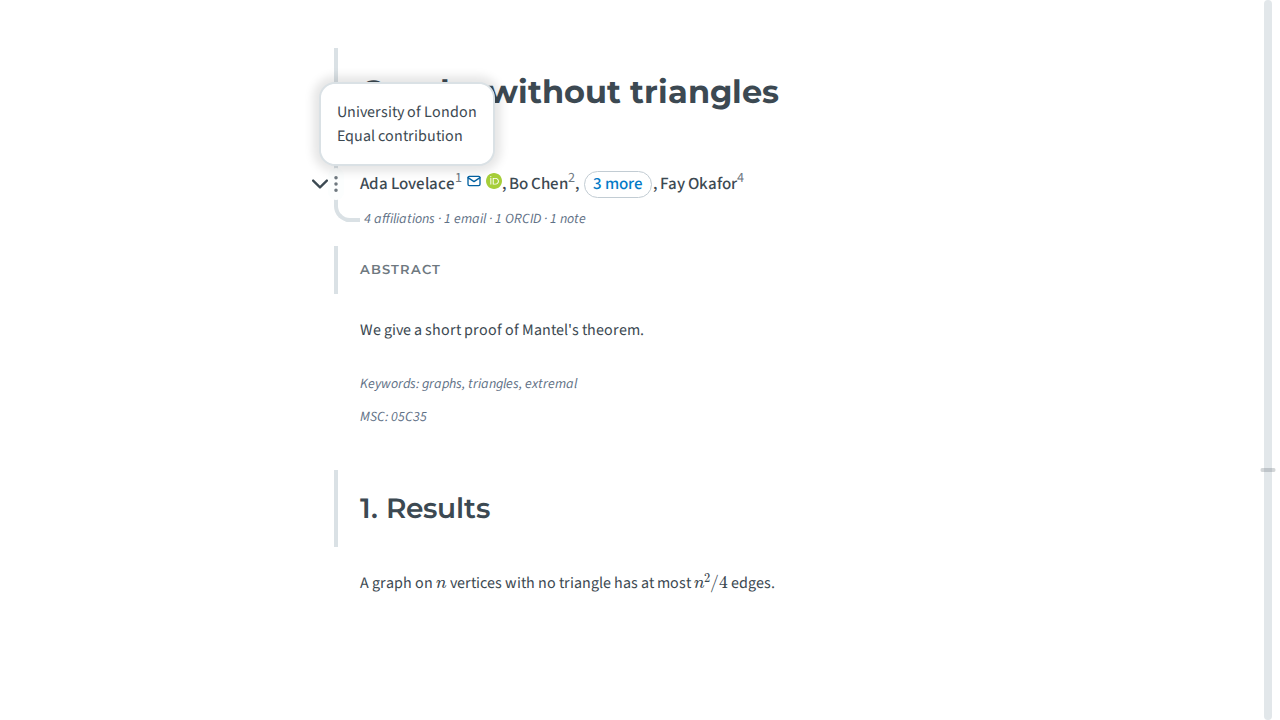 without triangles
University of London
Equal contribution
Ada Lovelace1 iD, Bo Chen2, 3 more, Fay Okafor4
4 affiliations · 1 email · 1 ORCID · 1 note
ABSTRACT
We give a short proof of Mantel's theorem.
Keywords: graphs, triangles, extremal
MSC: 05C35
1. Results
A graph on n vertices with no triangle has at most n²/4 edges.